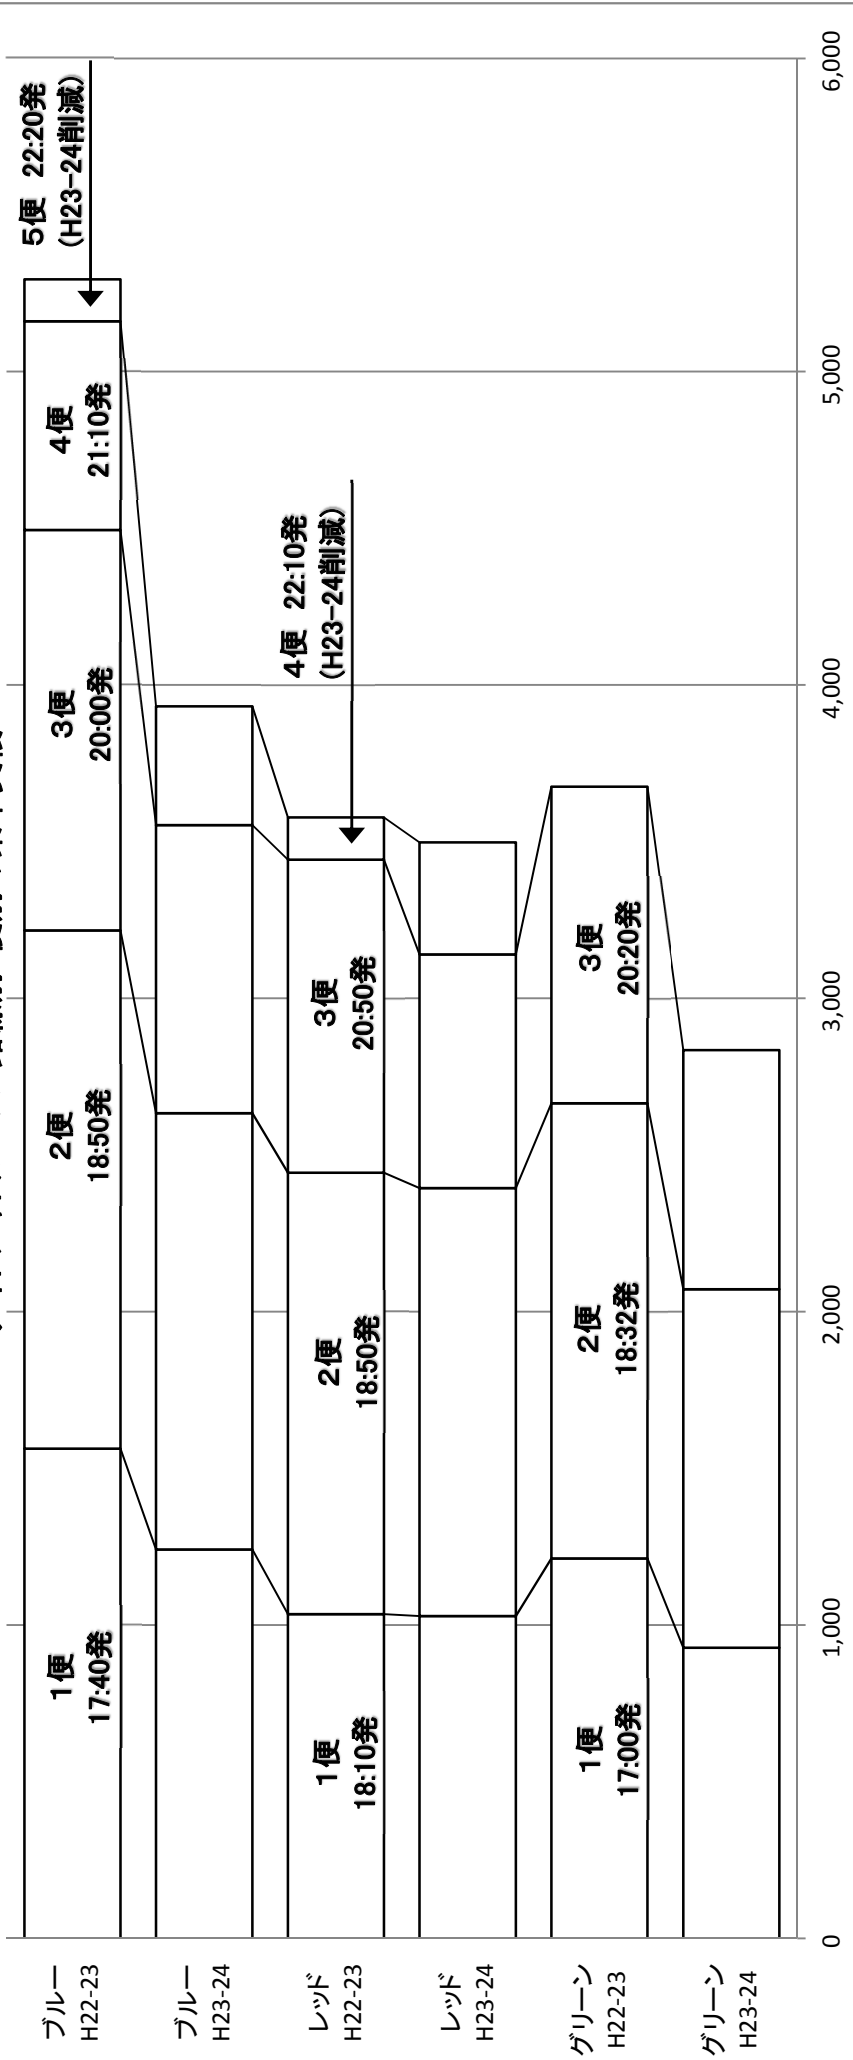 ブルー
H22-23
1便
17:40発
2便
18:50発
3便
20:00発
4便
21:10発
5便 22:20発
(H23-24削減)
ブルー
H23-24
レッド
H22-23
1便
18:10発
2便
18:50発
3便
20:50発
4便 22:10発
(H23-24削減)
レッド
H23-24
グリーン
H22-23
1便
17:00発
2便
18:32発
3便
20:20発
グリーン
H23-24
0 1,000 2,000 3,000 4,000 5,000 6,000